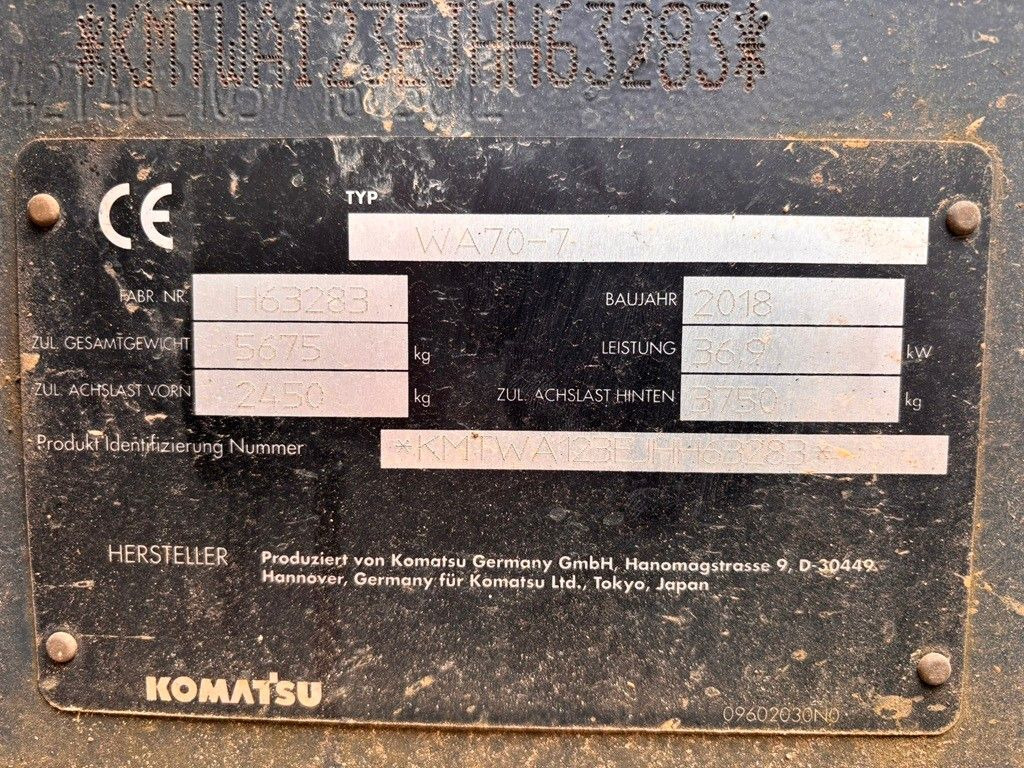 *KMTWA123EJHH63283*
CE
TYP
WA70-7
FABR. NR. H63283 BAUJAHR 2018
ZUL. GESAMTGEWICHT 5675 kg LEISTUNG 36.9 kW
ZUL. ACHSLAST VORN 2450 kg ZUL. ACHSLAST HINTEN 3750 kg
Produkt Identifizierung Nummer *KMTWA123EJHH63283*
HERSTELLER Produziert von Komatsu Germany GmbH, Hanomagstrasse 9, D-30449
Hannover, Germany für Komatsu Ltd., Tokyo, Japan
KOMATSU
09602030N0